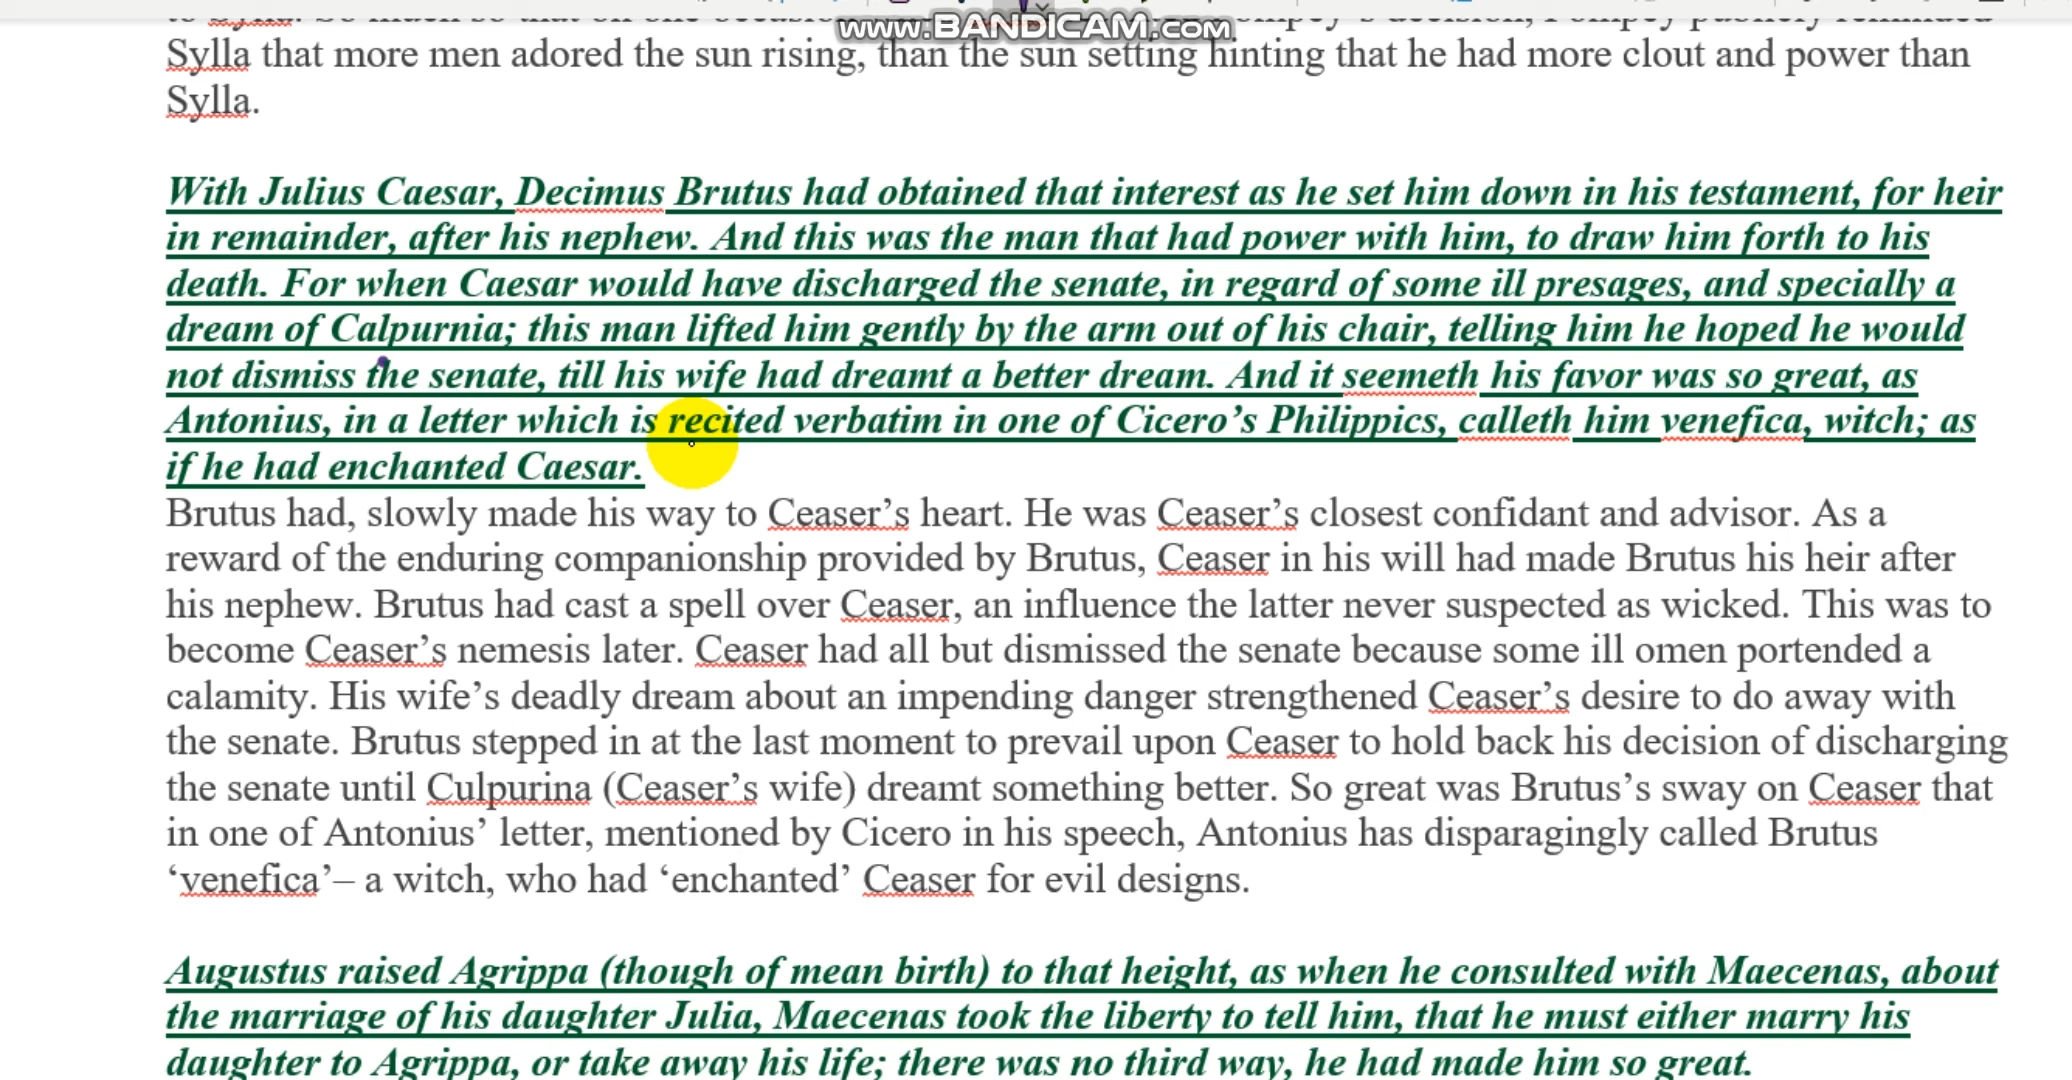 www.BANDICAM.com
Sylla that more men adored the sun rising, than the sun setting hinting that he had more clout and power than
Sylla.
With Julius Caesar, Decimus Brutus had obtained that interest as he set him down in his testament, for heir
in remainder, after his nephew. And this was the man that had power with him, to draw him forth to his
death. For when Caesar would have discharged the senate, in regard of some ill presages, and specially a
dream of Calpurnia; this man lifted him gently by the arm out of his chair, telling him he hoped he would
not dismiss the senate, till his wife had dreamt a better dream. And it seemeth his favor was so great, as
Antonius, in a letter which is recited verbatim in one of Cicero’s Philippics, calleth him venefica, witch; as
if he had enchanted Caesar.
Brutus had, slowly made his way to Ceaser’s heart. He was Ceaser’s closest confidant and advisor. As a
reward of the enduring companionship provided by Brutus, Ceaser in his will had made Brutus his heir after
his nephew. Brutus had cast a spell over Ceaser, an influence the latter never suspected as wicked. This was to
become Ceaser’s nemesis later. Ceaser had all but dismissed the senate because some ill omen portended a
calamity. His wife’s deadly dream about an impending danger strengthened Ceaser’s desire to do away with
the senate. Brutus stepped in at the last moment to prevail upon Ceaser to hold back his decision of discharging
the senate until Culpurina (Ceaser’s wife) dreamt something better. So great was Brutus’s sway on Ceaser that
in one of Antonius’ letter, mentioned by Cicero in his speech, Antonius has disparagingly called Brutus
‘venefica’– a witch, who had ‘enchanted’ Ceaser for evil designs.
Augustus raised Agrippa (though of mean birth) to that height, as when he consulted with Maecenas, about
the marriage of his daughter Julia, Maecenas took the liberty to tell him, that he must either marry his
daughter to Agrippa, or take away his life; there was no third way, he had made him so great.